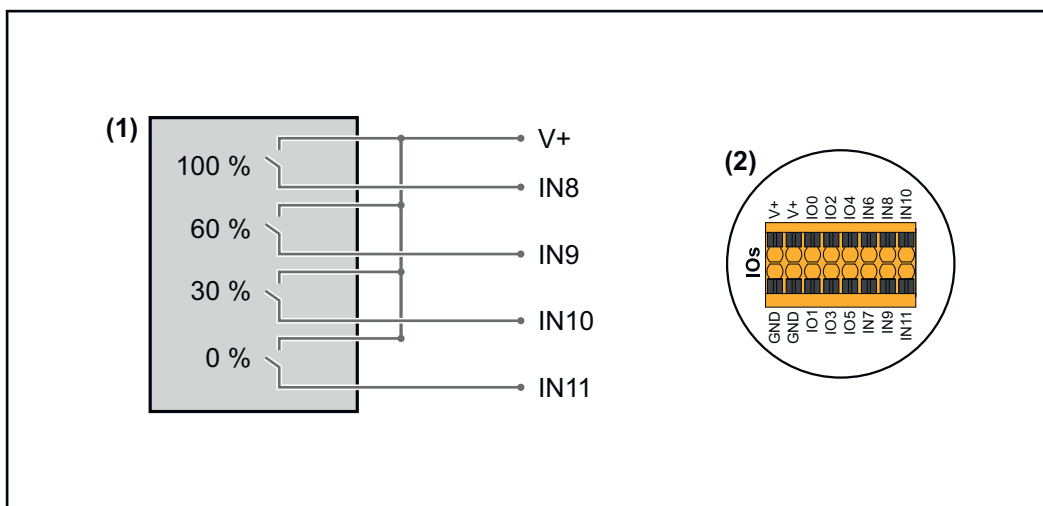 (1)
100 %
60 %
30 %
0 %
V+
IN8
IN9
IN10
IN11
(2)
V+
V+
IO0
IO2
IO4
IN6
IN8
IN10
IOs
GND
GND
IO1
IO3
IO5
IN7
IN9
IN11